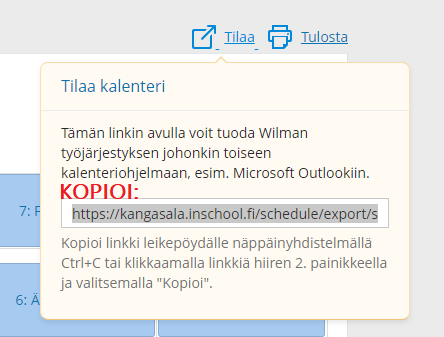 Tilaa Tulosta
Tilaa kalenteri
Tämän linkin avulla voit tuoda Wilman
työjärjestyksen johonkin toiseen
kalenteriohjelmaan, esim. Microsoft Outlookiin.
KOPIOI:
7:
https://kangasala.inschool.fi/schedule/export/s
Kopioi linkki leikepöydälle näppäinyhdistelmällä
Ctrl+C tai klikkaamalla linkkiä hiiren 2. painikkeella
6: Ä
ja valitsemalla "Kopioi".